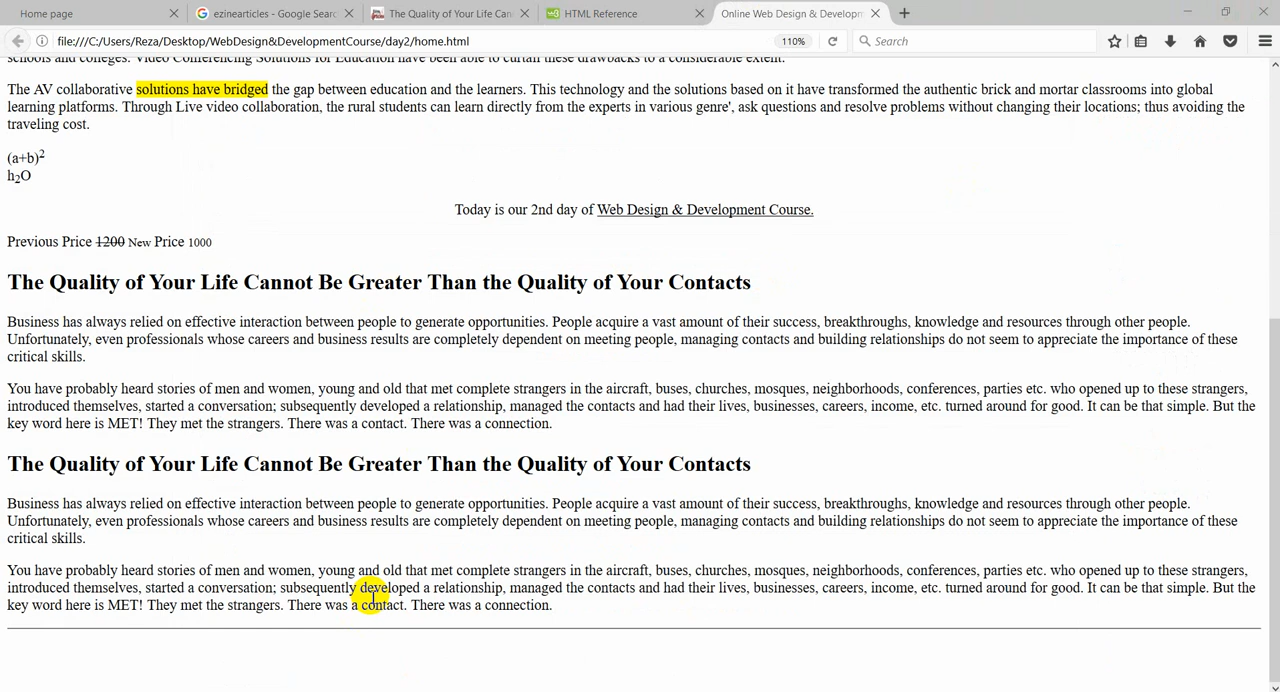 Home page
ezinearticles - Google Searc
The Quality of Your Life Can
HTML Reference
Online Web Design & Developm
file:///C:/Users/Reza/Desktop/WebDesign&DevelopmentCourse/day2/home.html
110%
Search
schools and colleges. Video Conferencing Solutions for Education have been able to curtail these drawbacks to a considerable extent.
The AV collaborative solutions have bridged the gap between education and the learners. This technology and the solutions based on it have transformed the authentic brick and mortar classrooms into global
learning platforms. Through Live video collaboration, the rural students can learn directly from the experts in various genre', ask questions and resolve problems without changing their locations; thus avoiding the
traveling cost.
(a+b)2
h2O
Today is our 2nd day of Web Design & Development Course.
Previous Price 1200 New Price 1000
The Quality of Your Life Cannot Be Greater Than the Quality of Your Contacts
Business has always relied on effective interaction between people to generate opportunities. People acquire a vast amount of their success, breakthroughs, knowledge and resources through other people.
Unfortunately, even professionals whose careers and business results are completely dependent on meeting people, managing contacts and building relationships do not seem to appreciate the importance of these
critical skills.
You have probably heard stories of men and women, young and old that met complete strangers in the aircraft, buses, churches, mosques, neighborhoods, conferences, parties etc. who opened up to these strangers,
introduced themselves, started a conversation; subsequently developed a relationship, managed the contacts and had their lives, businesses, careers, income, etc. turned around for good. It can be that simple. But the
key word here is MET! They met the strangers. There was a contact. There was a connection.
The Quality of Your Life Cannot Be Greater Than the Quality of Your Contacts
Business has always relied on effective interaction between people to generate opportunities. People acquire a vast amount of their success, breakthroughs, knowledge and resources through other people.
Unfortunately, even professionals whose careers and business results are completely dependent on meeting people, managing contacts and building relationships do not seem to appreciate the importance of these
critical skills.
You have probably heard stories of men and women, young and old that met complete strangers in the aircraft, buses, churches, mosques, neighborhoods, conferences, parties etc. who opened up to these strangers,
introduced themselves, started a conversation; subsequently developed a relationship, managed the contacts and had their lives, businesses, careers, income, etc. turned around for good. It can be that simple. But the
key word here is MET! They met the strangers. There was a contact. There was a connection.